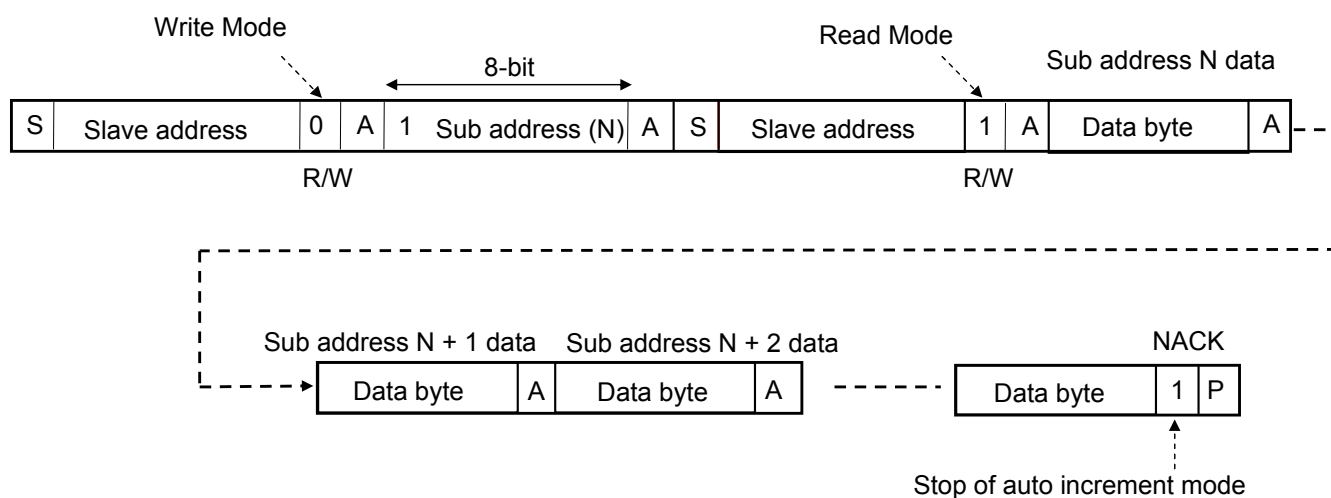 Write Mode
Read Mode
8-bit
Sub address N data
S Slave address 0 A 1 Sub address (N) A S Slave address 1 A Data byte A
R/W R/W
Sub address N + 1 data Sub address N + 2 data NACK
Data byte A Data byte A Data byte 1 P
Stop of auto increment mode